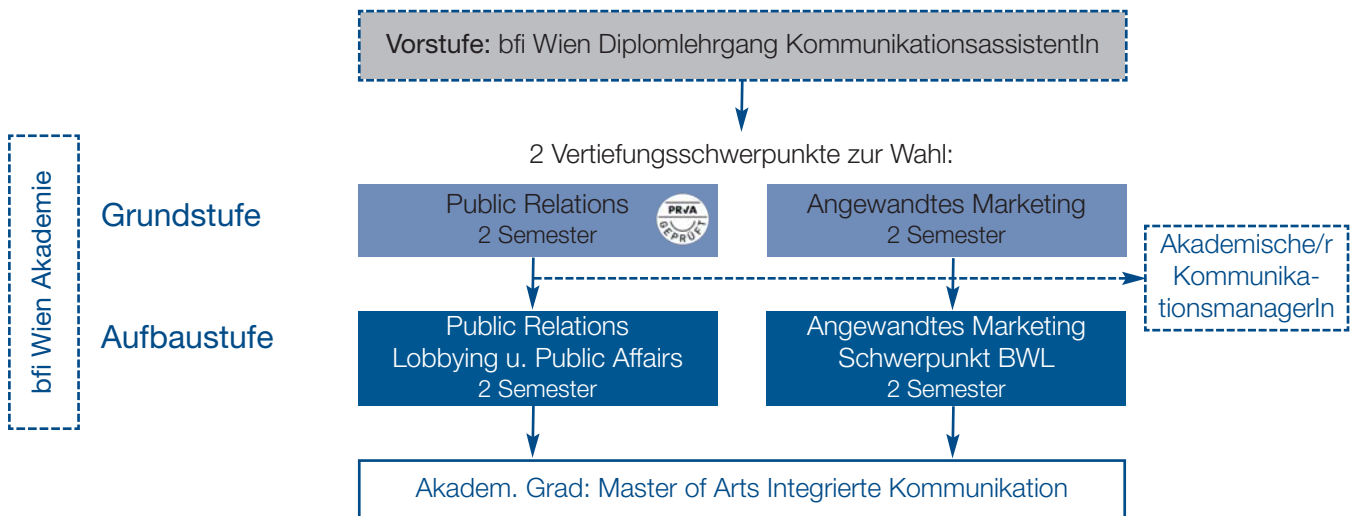 Vorstufe: bfi Wien Diplomlehrgang KommunikationsassistentIn
2 Vertiefungsschwerpunkte zur Wahl:
bfi Wien Akademie
Grundstufe
Public Relations
2 Semester
PR√A
GEPRÜFT
Angewandtes Marketing
2 Semester
Akademische/r
Kommunika-
tionsmanagerIn
Aufbaustufe
Public Relations
Lobbying u. Public Affairs
2 Semester
Angewandtes Marketing
Schwerpunkt BWL
2 Semester
Akadem. Grad: Master of Arts Integrierte Kommunikation